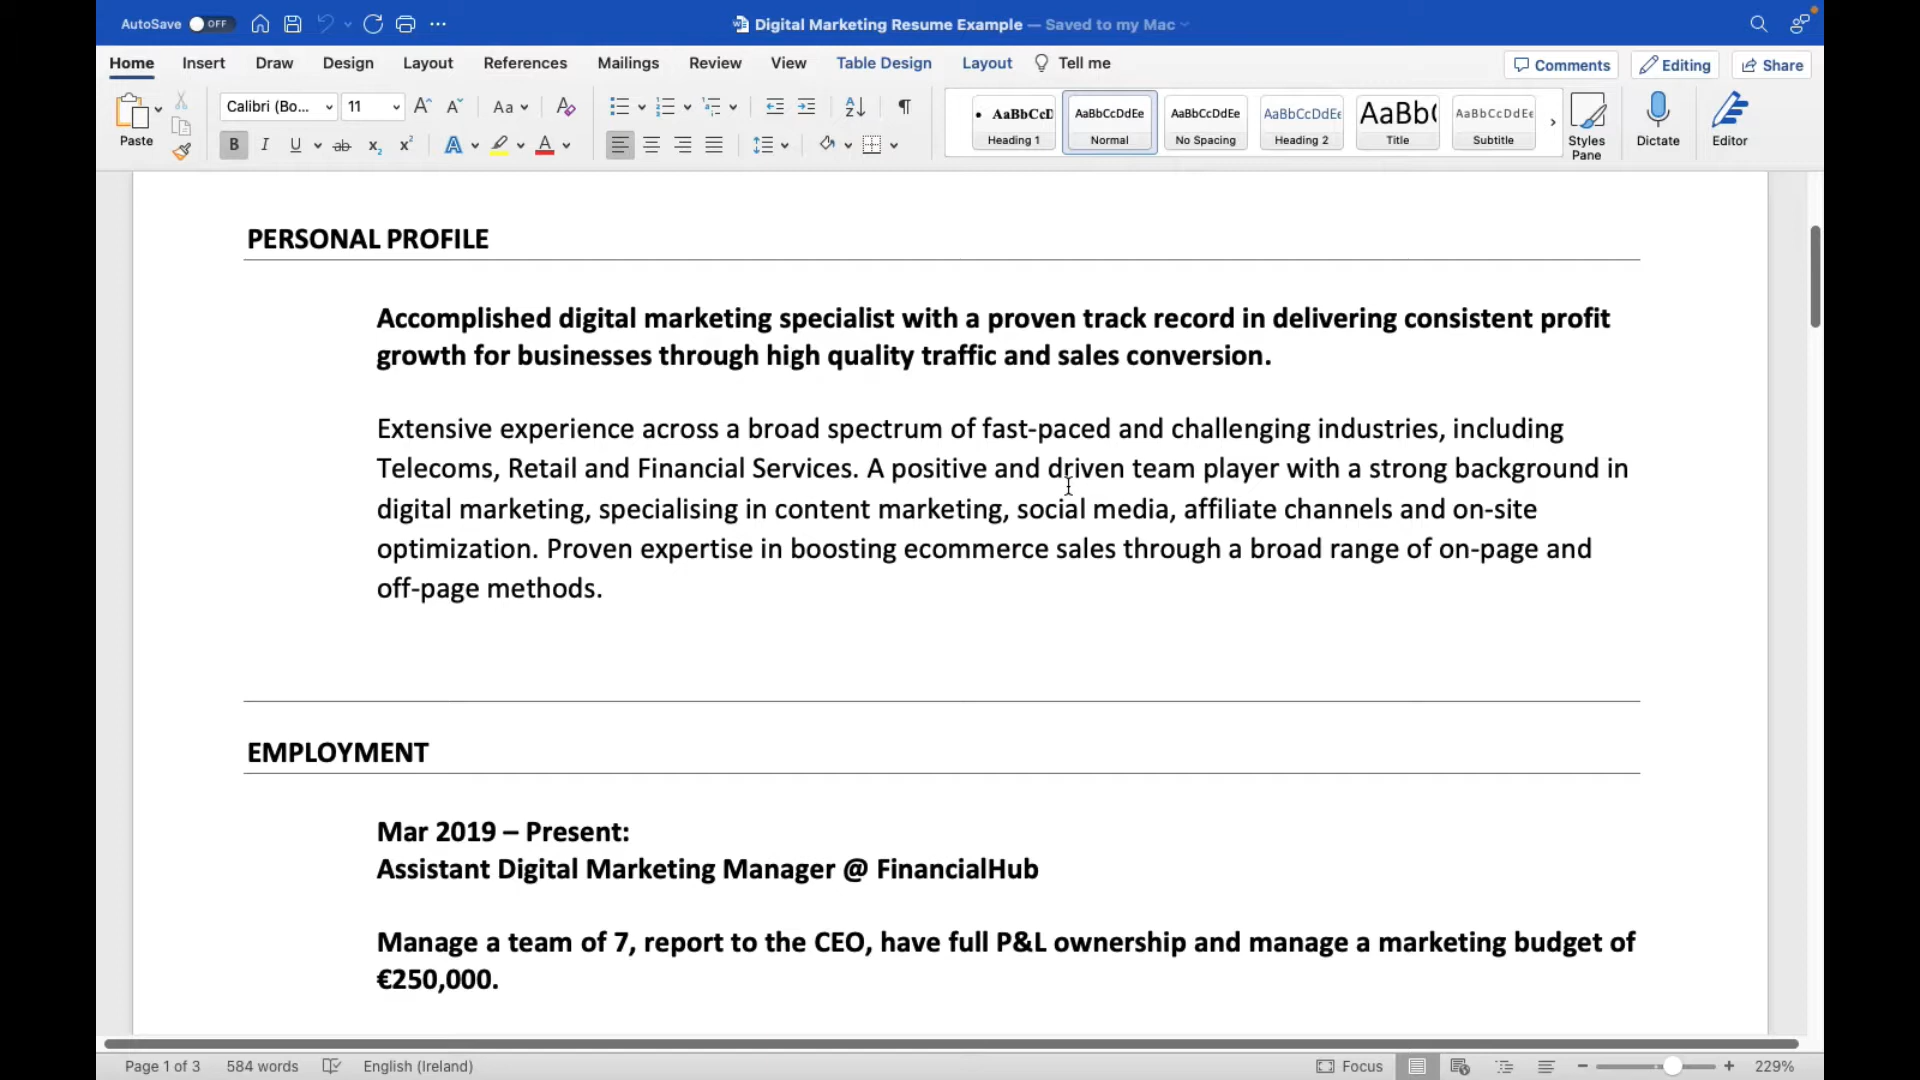 AutoSave OFF
Digital Marketing Resume Example — Saved to my Mac
Home Insert Draw Design Layout References Mailings Review View Table Design Layout Tell me
Comments Editing Share
Paste
Calibri (Bo... 11
Aa
B I U ab x₂ x² A A
AaBbCcD AaBbCcDdEe AaBbCcDdEe AaBbCcDdEe AaBb( AaBbCcDdEe
Heading 1 Normal No Spacing Heading 2 Title Subtitle
Styles Pane
Dictate
Editor
PERSONAL PROFILE
Accomplished digital marketing specialist with a proven track record in delivering consistent profit
growth for businesses through high quality traffic and sales conversion.
Extensive experience across a broad spectrum of fast-paced and challenging industries, including
Telecoms, Retail and Financial Services. A positive and driven team player with a strong background in
digital marketing, specialising in content marketing, social media, affiliate channels and on-site
optimization. Proven expertise in boosting ecommerce sales through a broad range of on-page and
off-page methods.
EMPLOYMENT
Mar 2019 – Present:
Assistant Digital Marketing Manager @ FinancialHub
Manage a team of 7, report to the CEO, have full P&L ownership and manage a marketing budget of
€250,000.
Page 1 of 3 584 words English (Ireland)
Focus
229%